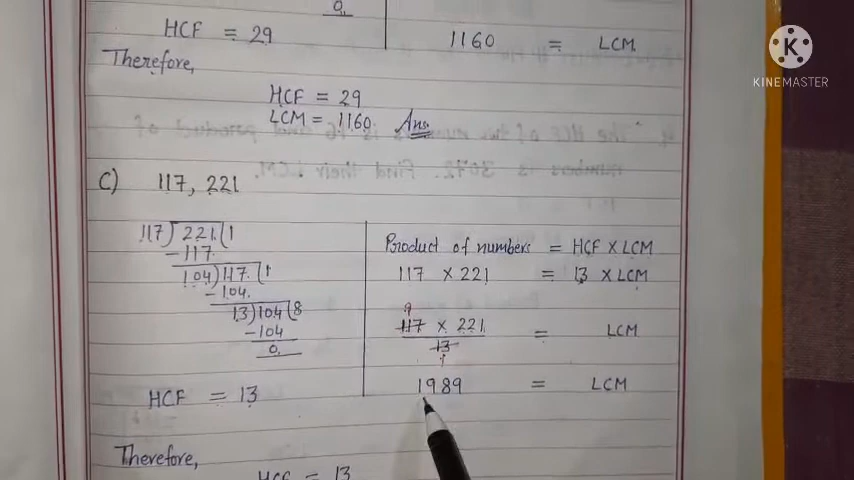 0
HCF = 29
1160 = LCM
Therefore,
HCF = 29
LCM = 1160 Ans
C) 117, 221
117) 221 (1
- 117
104) 117 (1
- 104
13) 104 (8
- 104
0
HCF = 13
Product of numbers = HCF × LCM
117 × 221 = 13 × LCM
9
117 × 221 = LCM
13
1
1989 = LCM
Therefore,
HCF = 13
K
KINEMASTER